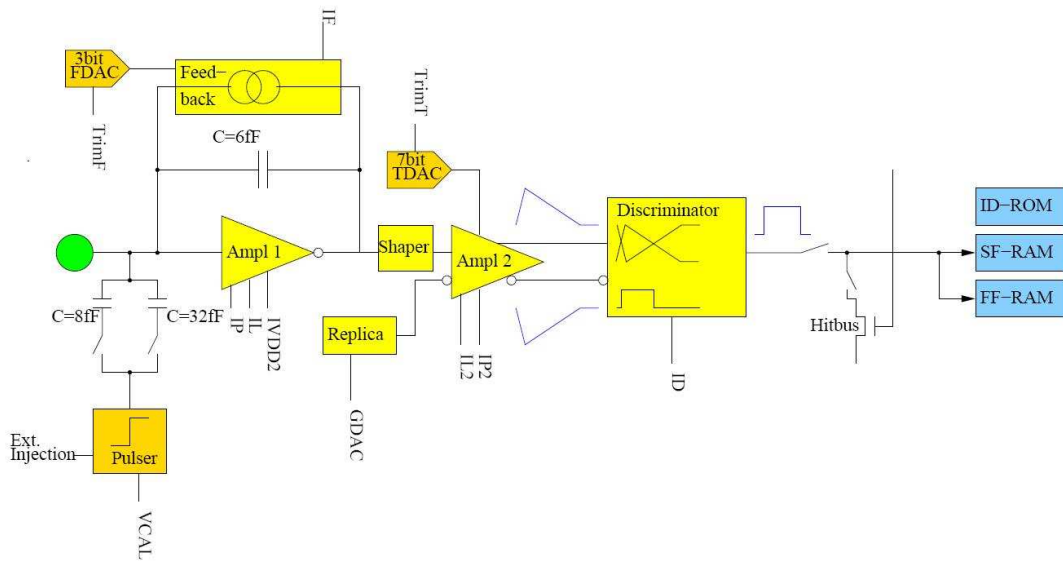 IF
3bit
FDAC
Feed-
back
TrimF
C=6fF
TrimT
7bit
TDAC
Discriminator
ID-ROM
Ampl 1
Shaper
Ampl 2
SF-RAM
FF-RAM
C=8fF
C=32fF
IP
IL
IVDD2
Replica
Hitbus
IL2
IP2
ID
GDAC
Ext.
Injection
Pulser
VCAL